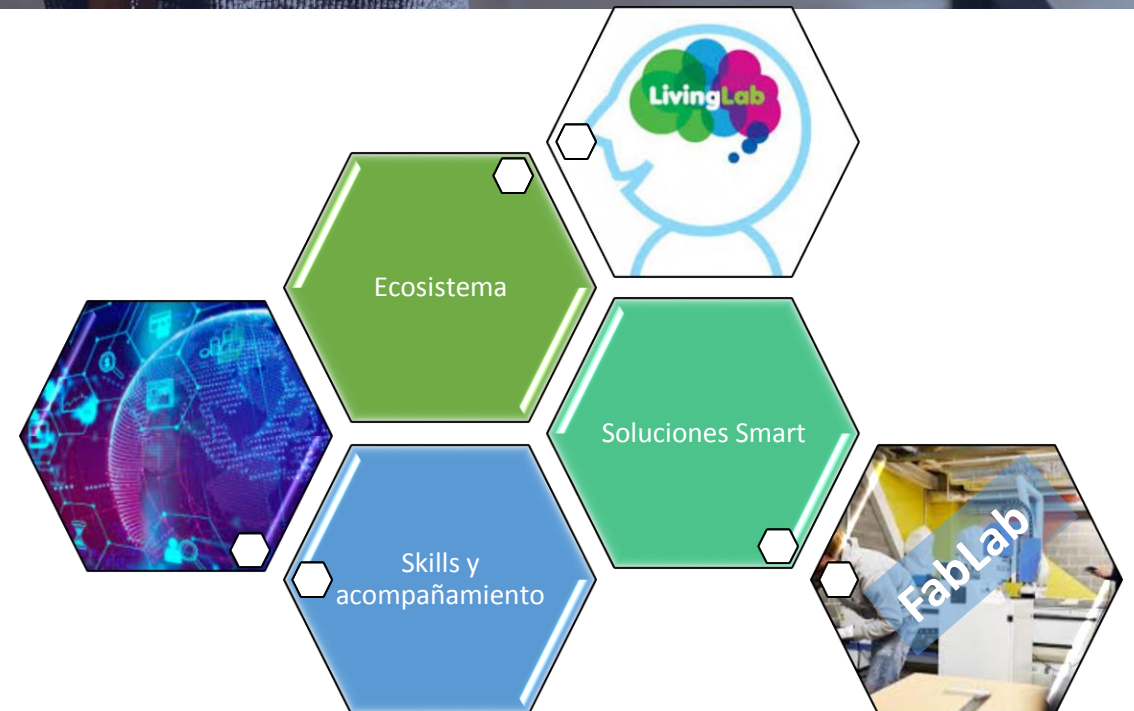 LivingLab
Ecosistema
Soluciones Smart
FabLab
Skills y
acompañamiento